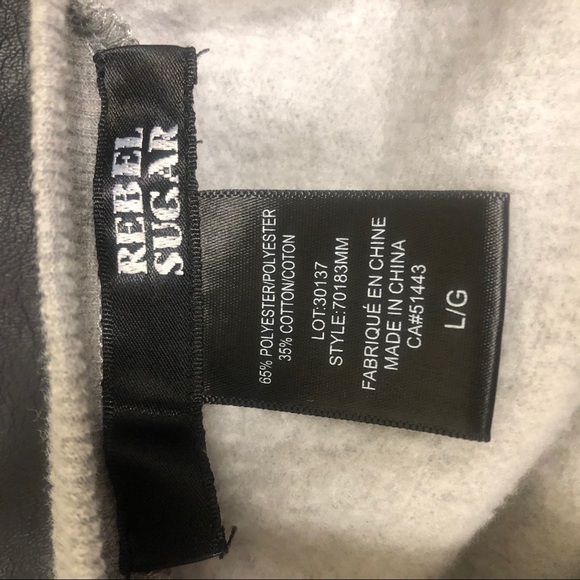 REBEL
SUGAR
65% POLYESTER/POLYESTER
35% COTTON/COTON
LOT:30137
STYLE:70183MM
FABRIQUÉ EN CHINE
MADE IN CHINA
CA#51443
L/G